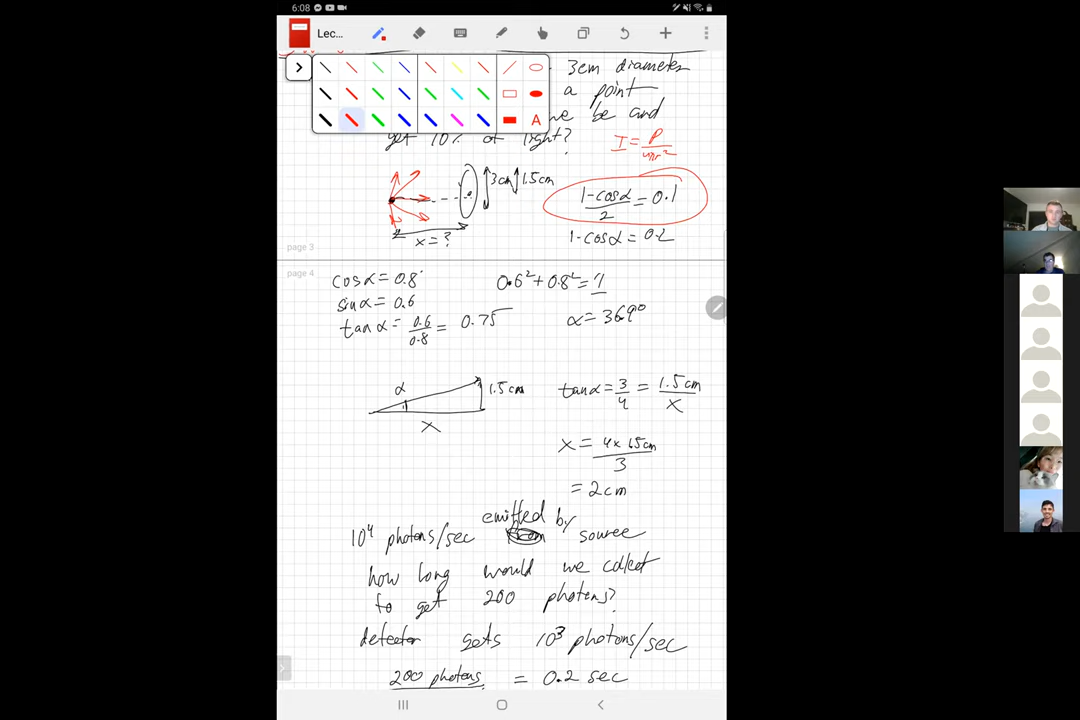 6:08
Lec...
A
3cm diameter
a point
be and
get 10% of light?
I = P/4πr²
3cm 1.5cm
x = ?
(1-cosα)/2 = 0.1
1-cosα = 0.2
page 3
page 4
cosα = 0.8
sinα = 0.6
tanα = 0.6/0.8 = 0.75
0.6² + 0.8² = 1
α = 36.9°
α
1.5cm
x
tanα = 3/4 = 1.5cm/x
x = 4x1.5cm/3
= 2cm
10⁴ photons/sec emitted by source
how long would we collect
to get 200 photons?
detector gets 10³ photons/sec
200 photons = 0.2 sec